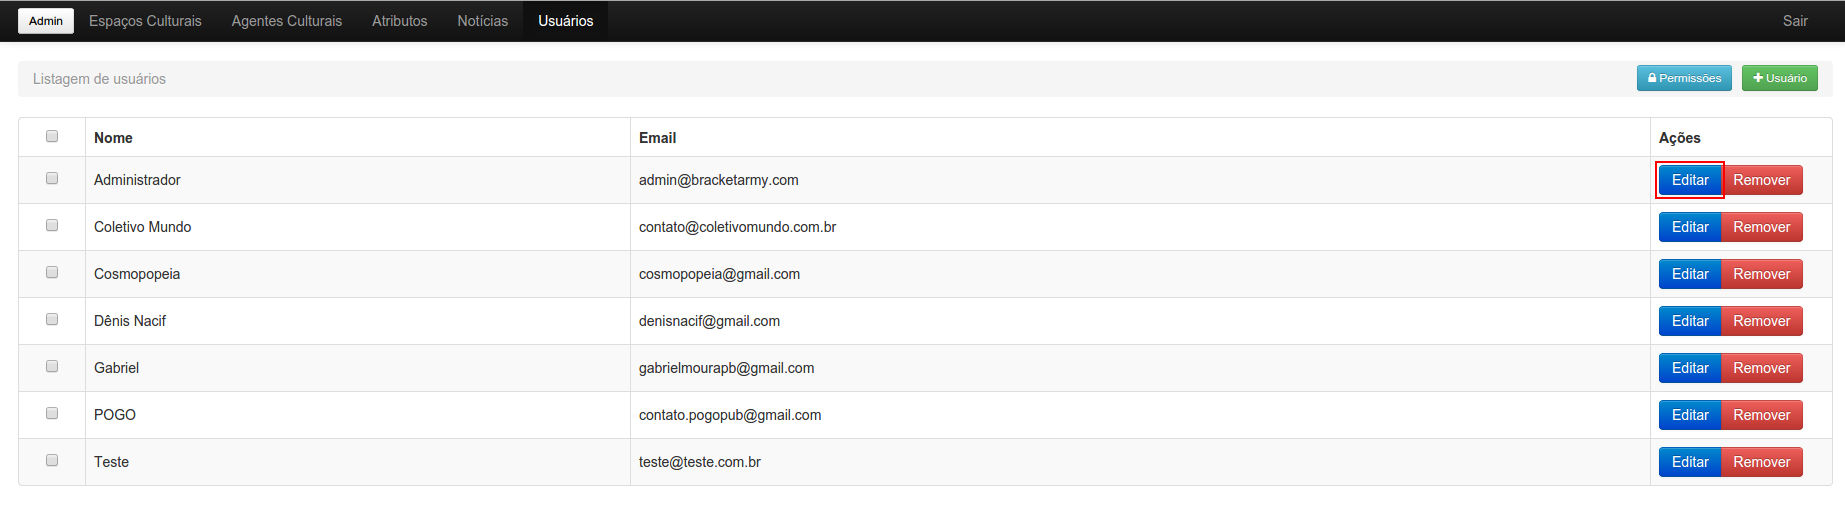 Admin Espaços Culturais Agentes Culturais Atributos Notícias Usuários Sair
Listagem de usuários Permissões Usuário
Nome Email Ações
Administrador admin@bracketarmy.com Editar Remover
Coletivo Mundo contato@coletivomundo.com.br Editar Remover
Cosmopopeia cosmopopeia@gmail.com Editar Remover
Dênis Nacif denisnacif@gmail.com Editar Remover
Gabriel gabrielmourapb@gmail.com Editar Remover
POGO contato.pogopub@gmail.com Editar Remover
Teste teste@teste.com.br Editar Remover